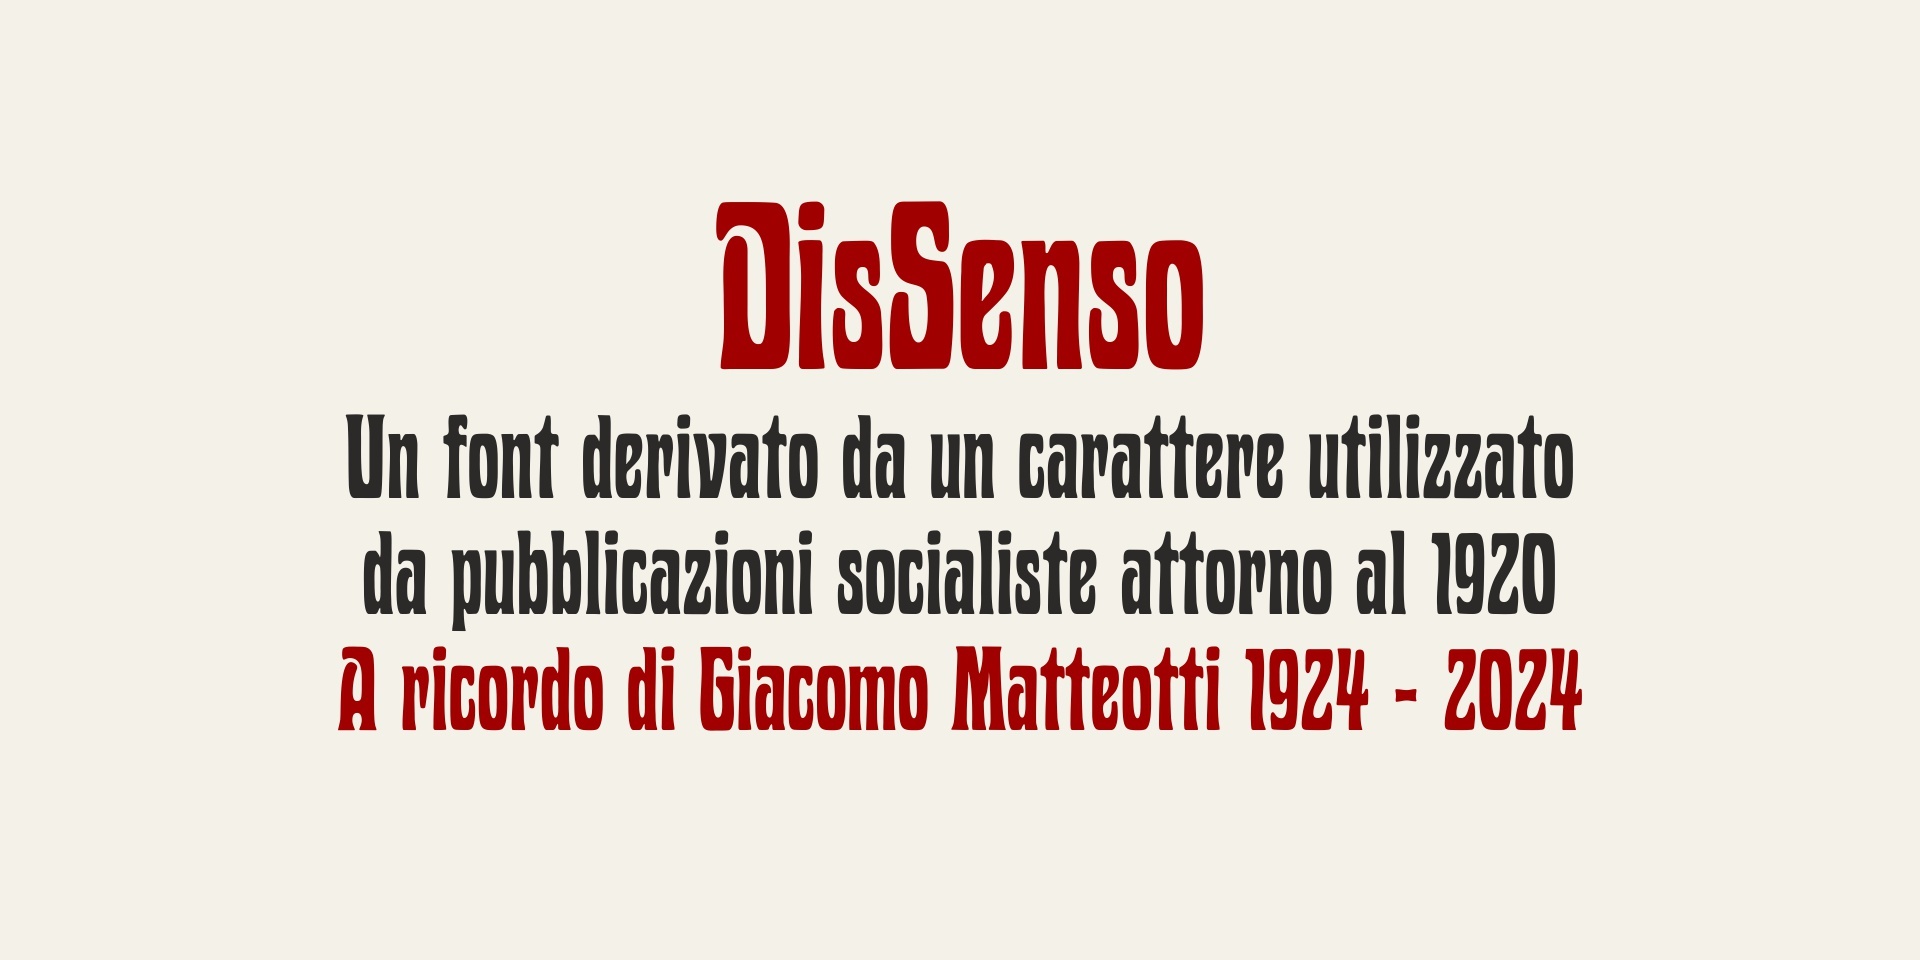 DisSenso
Un font derivato da un carattere utilizzato
da pubblicazioni socialiste attorno al 1920
A ricordo di Giacomo Matteotti 1924 - 2024